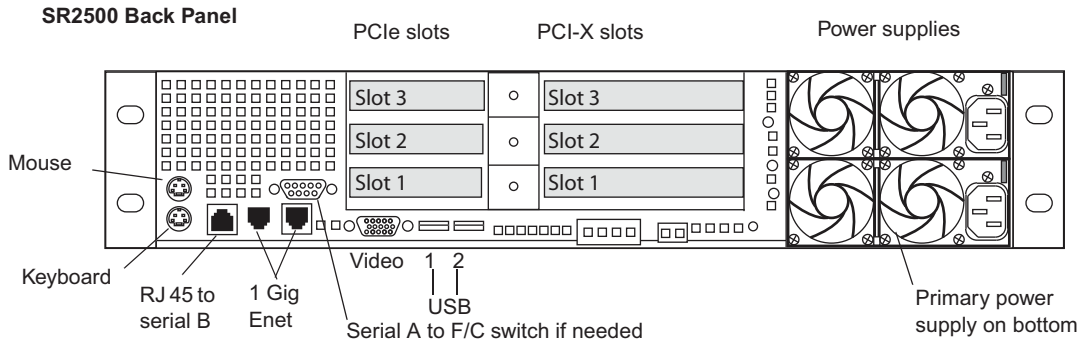 SR2500 Back Panel
PCIe slots
PCI-X slots
Power supplies
Slot 3
Slot 3
Slot 2
Slot 2
Slot 1
Slot 1
Mouse
Keyboard
RJ 45 to
serial B
1 Gig
Enet
Video
1 2
USB
Serial A to F/C switch if needed
Primary power
supply on bottom